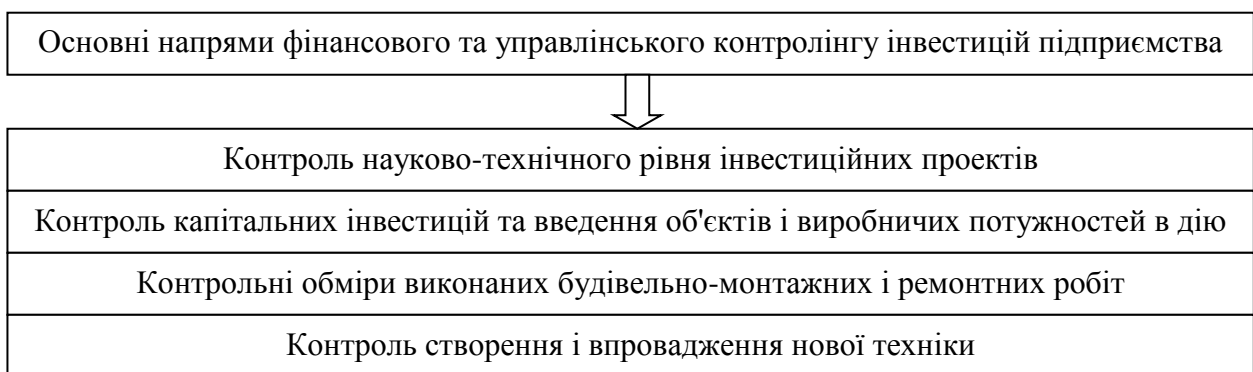 Основні напрями фінансового та управлінського контролінгу інвестицій підприємства
Контроль науково-технічного рівня інвестиційних проектів
Контроль капітальних інвестицій та введення об'єктів і виробничих потужностей в дію
Контрольні обміри виконаних будівельно-монтажних і ремонтних робіт
Контроль створення і впровадження нової техніки